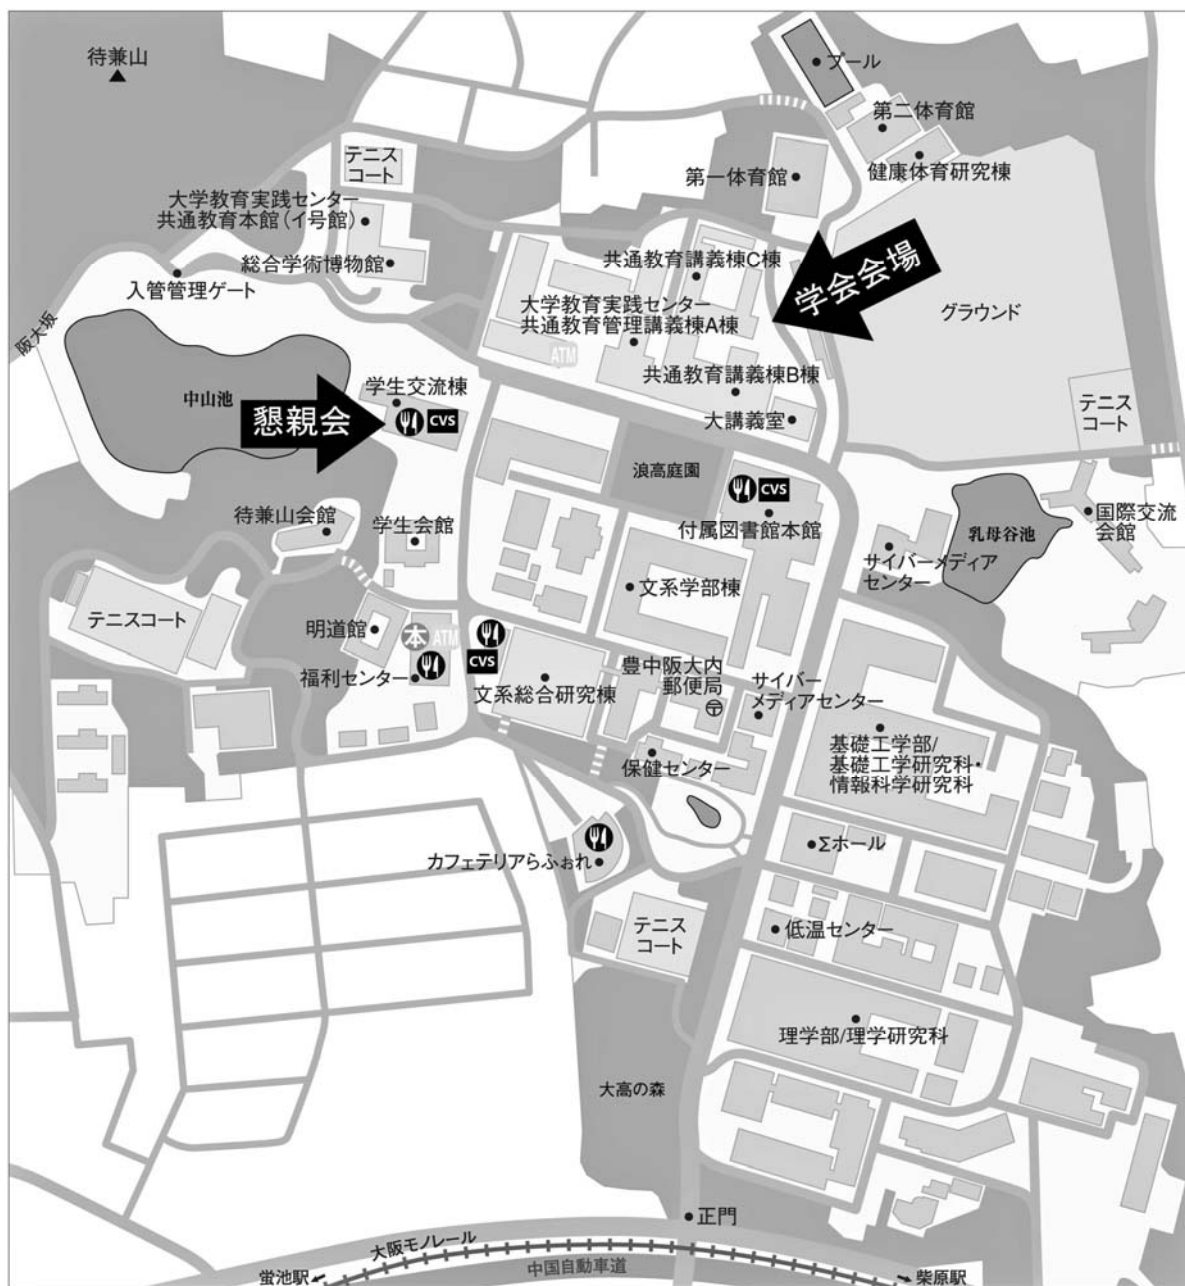 待兼山
プール
第二体育館
健康体育研究棟
第一体育館
テニス
コート
大学教育実践センター
共通教育本館(イ号館)
総合学術博物館
入管管理ゲート
共通教育講義棟C棟
学会会場
グラウンド
大学教育実践センター
共通教育管理講義棟A棟
ATM
阪大坂
共通教育講義棟B棟
中山池
学生交流棟
懇親会
CVS
大講義室
テニス
コート
浪高庭園
CVS
付属図書館本館
国際交流
会館
乳母谷池
サイバーメディア
センター
待兼山会館
学生会館
文系学部棟
テニスコート
明道館
本
ATM
CVS
福利センター
文系総合研究棟
豊中阪大内
郵便局
〒
サイバー
メディアセンター
保健センター
基礎工学部/
基礎工学研究科・
情報科学研究科
カフェテリアらふぉれ
Σホール
テニス
コート
低温センター
理学部/理学研究科
大高の森
正門
大阪モノレール
中国自動車道
蛍池駅
柴原駅